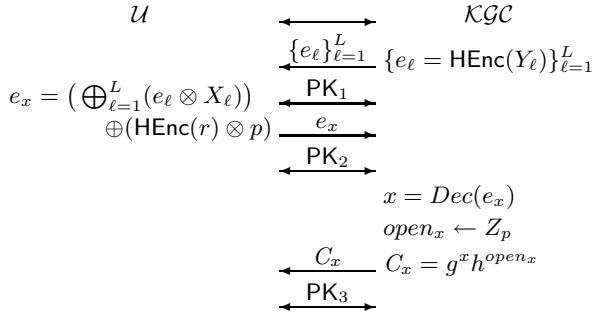 𝒰 ⟷ 𝒦𝒢𝒞
{e_ℓ}_{ℓ=1}^L {e_ℓ = HEnc(Y_ℓ)}_{ℓ=1}^L
e_x = (⨁_{ℓ=1}^L (e_ℓ ⊗ X_ℓ)) PK_1
⊕(HEnc(r) ⊗ p) e_x
PK_2
x = Dec(e_x)
open_x ← Z_p
C_x C_x = g^x h^{open_x}
PK_3